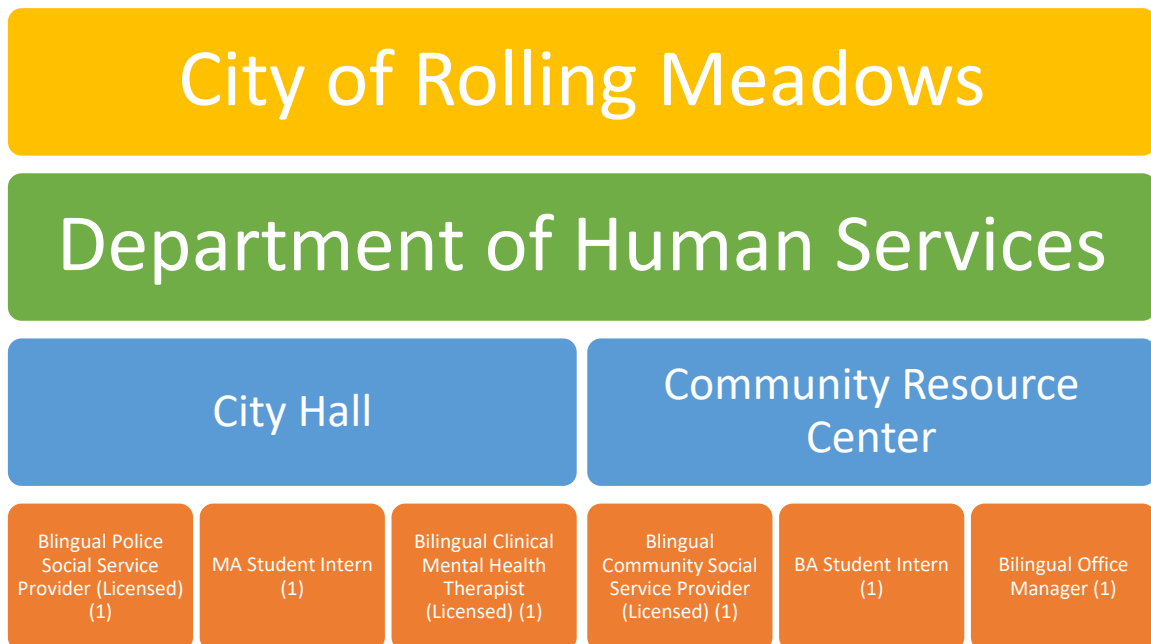 City of Rolling Meadows
Department of Human Services
City Hall
Community Resource
Center
Blingual Police
Social Service
Provider (Licensed)
(1)
MA Student Intern
(1)
Bilingual Clinical
Mental Health
Therapist
(Licensed) (1)
Blingual
Community Social
Service Provider
(Licensed) (1)
BA Student Intern
(1)
Bilingual Office
Manager (1)